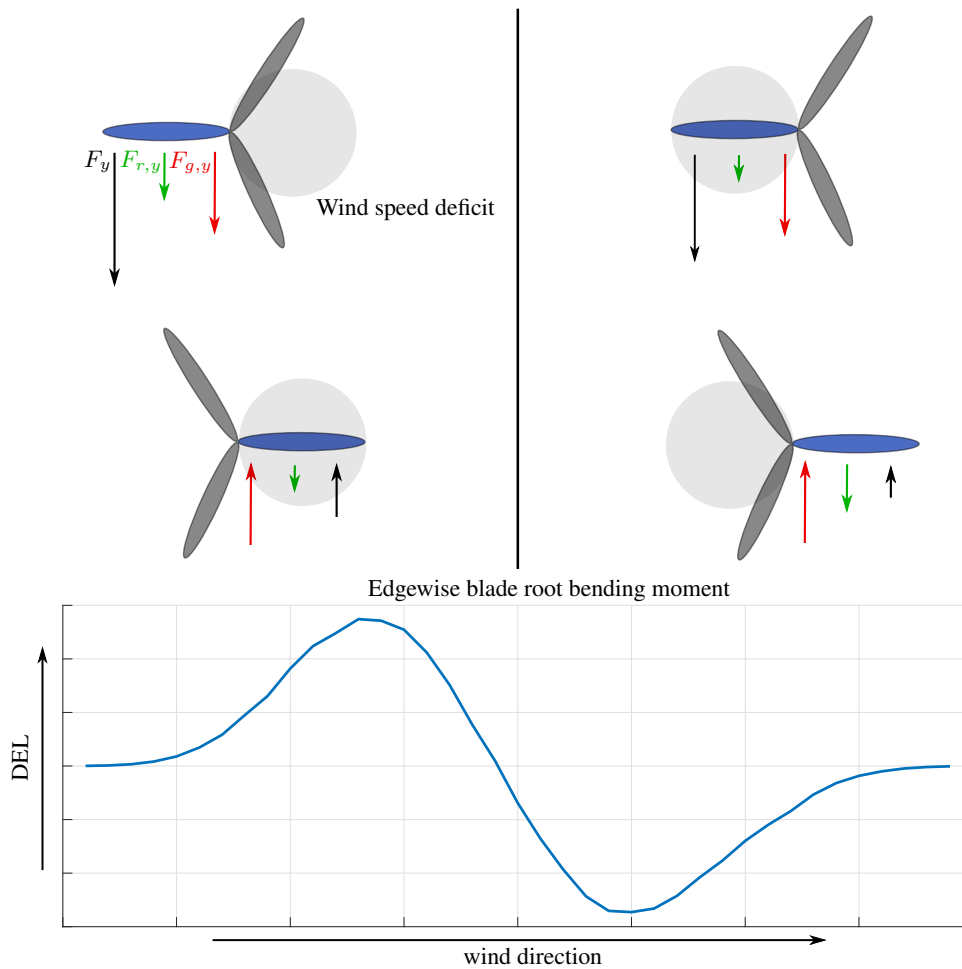 F_y F_{r,y} F_{g,y}
Wind speed deficit
Edgewise blade root bending moment
DEL
wind direction